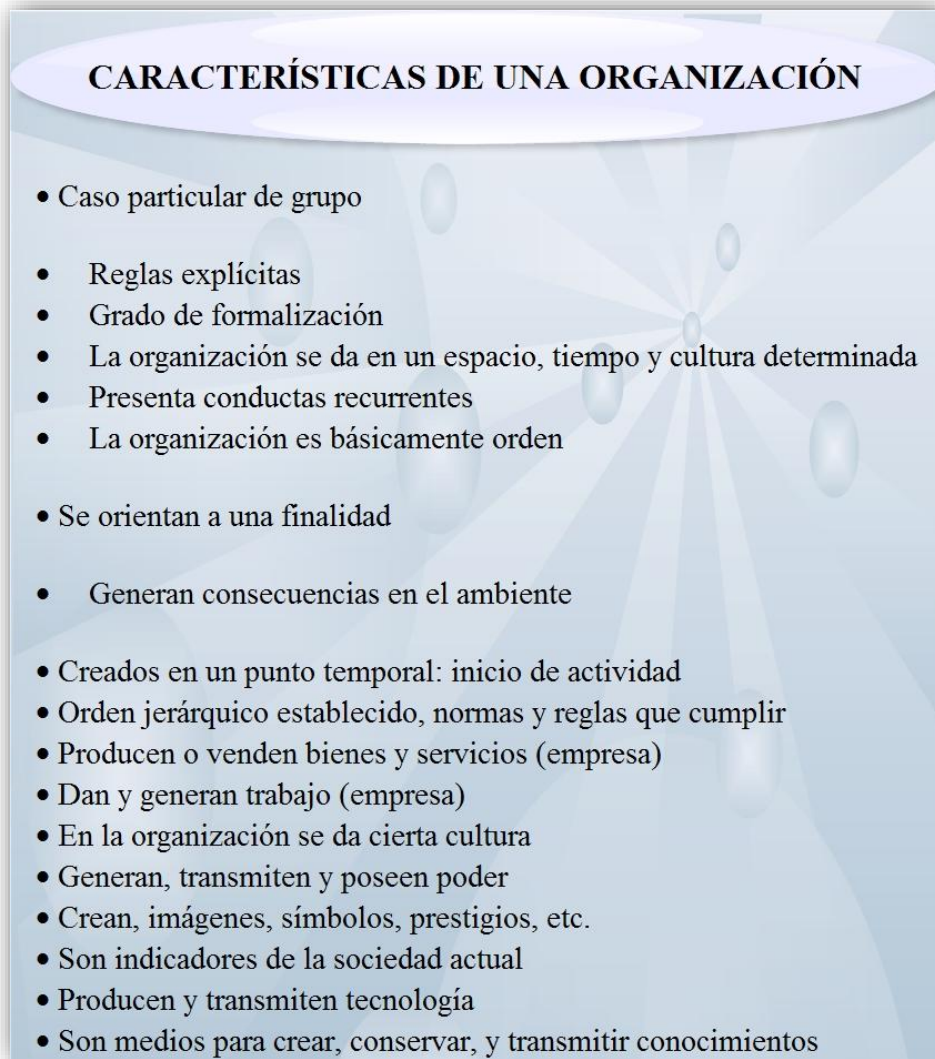 CARACTERÍSTICAS DE UNA ORGANIZACIÓN
• Caso particular de grupo
• Reglas explícitas
• Grado de formalización
• La organización se da en un espacio, tiempo y cultura determinada
• Presenta conductas recurrentes
• La organización es básicamente orden
• Se orientan a una finalidad
• Generan consecuencias en el ambiente
• Creados en un punto temporal: inicio de actividad
• Orden jerárquico establecido, normas y reglas que cumplir
• Producen o venden bienes y servicios (empresa)
• Dan y generan trabajo (empresa)
• En la organización se da cierta cultura
• Generan, transmiten y poseen poder
• Crean, imágenes, símbolos, prestigios, etc.
• Son indicadores de la sociedad actual
• Producen y transmiten tecnología
• Son medios para crear, conservar, y transmitir conocimientos